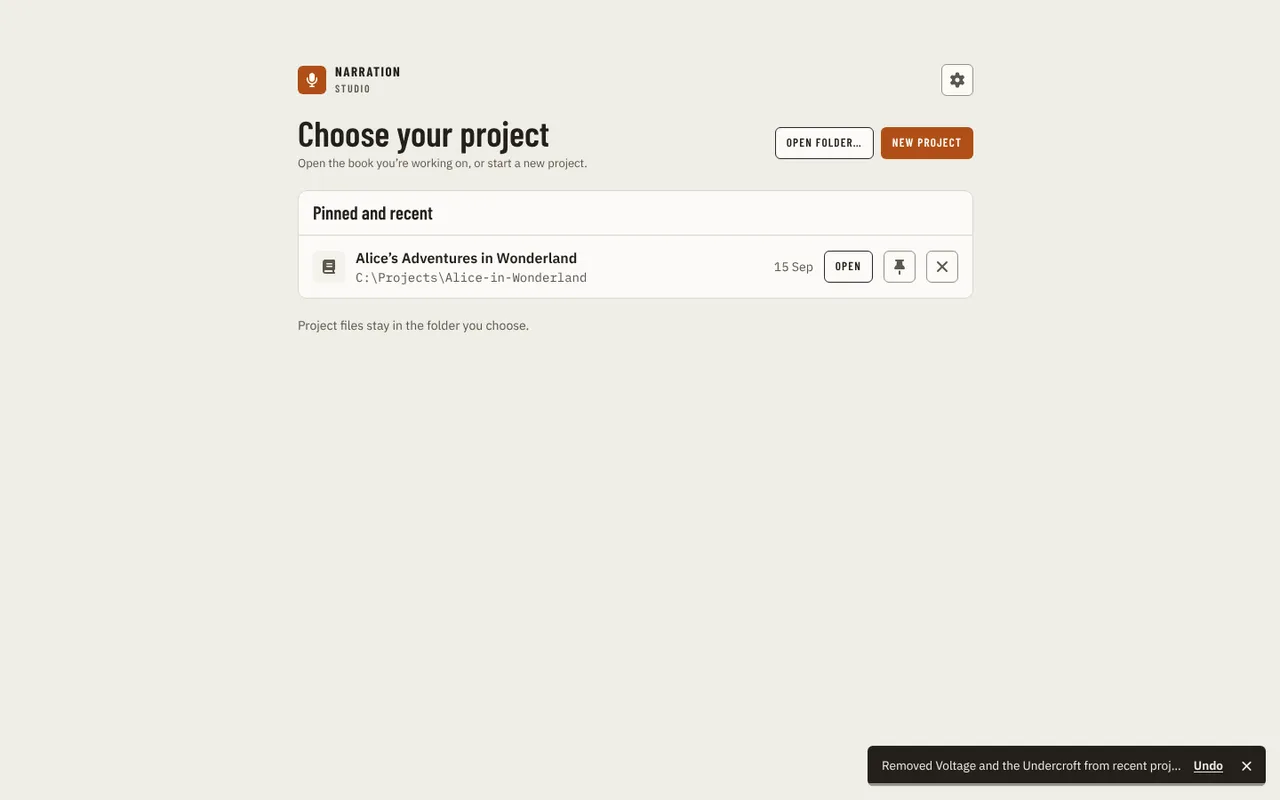 NARRATION
STUDIO
Choose your project
Open the book you’re working on, or start a new project.
OPEN FOLDER…
NEW PROJECT
Pinned and recent
Alice’s Adventures in Wonderland
C:\Projects\Alice-in-Wonderland
15 Sep
OPEN
Project files stay in the folder you choose.
Removed Voltage and the Undercroft from recent proj… Undo